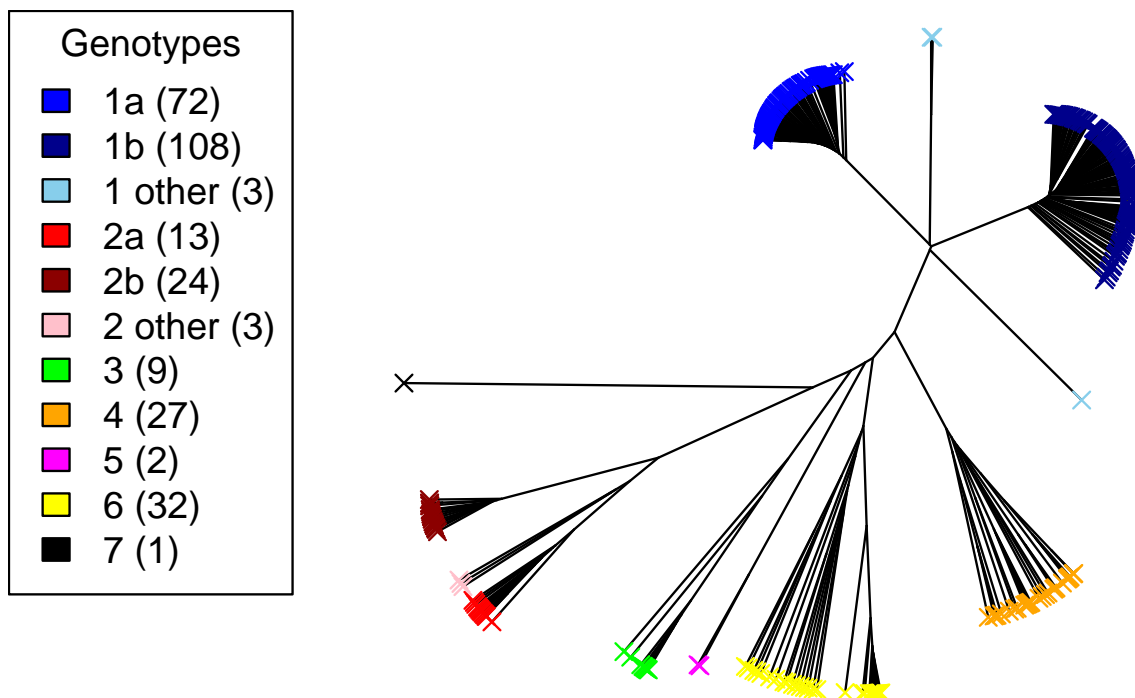 Genotypes
1a (72)
1b (108)
1 other (3)
2a (13)
2b (24)
2 other (3)
3 (9)
4 (27)
5 (2)
6 (32)
7 (1)